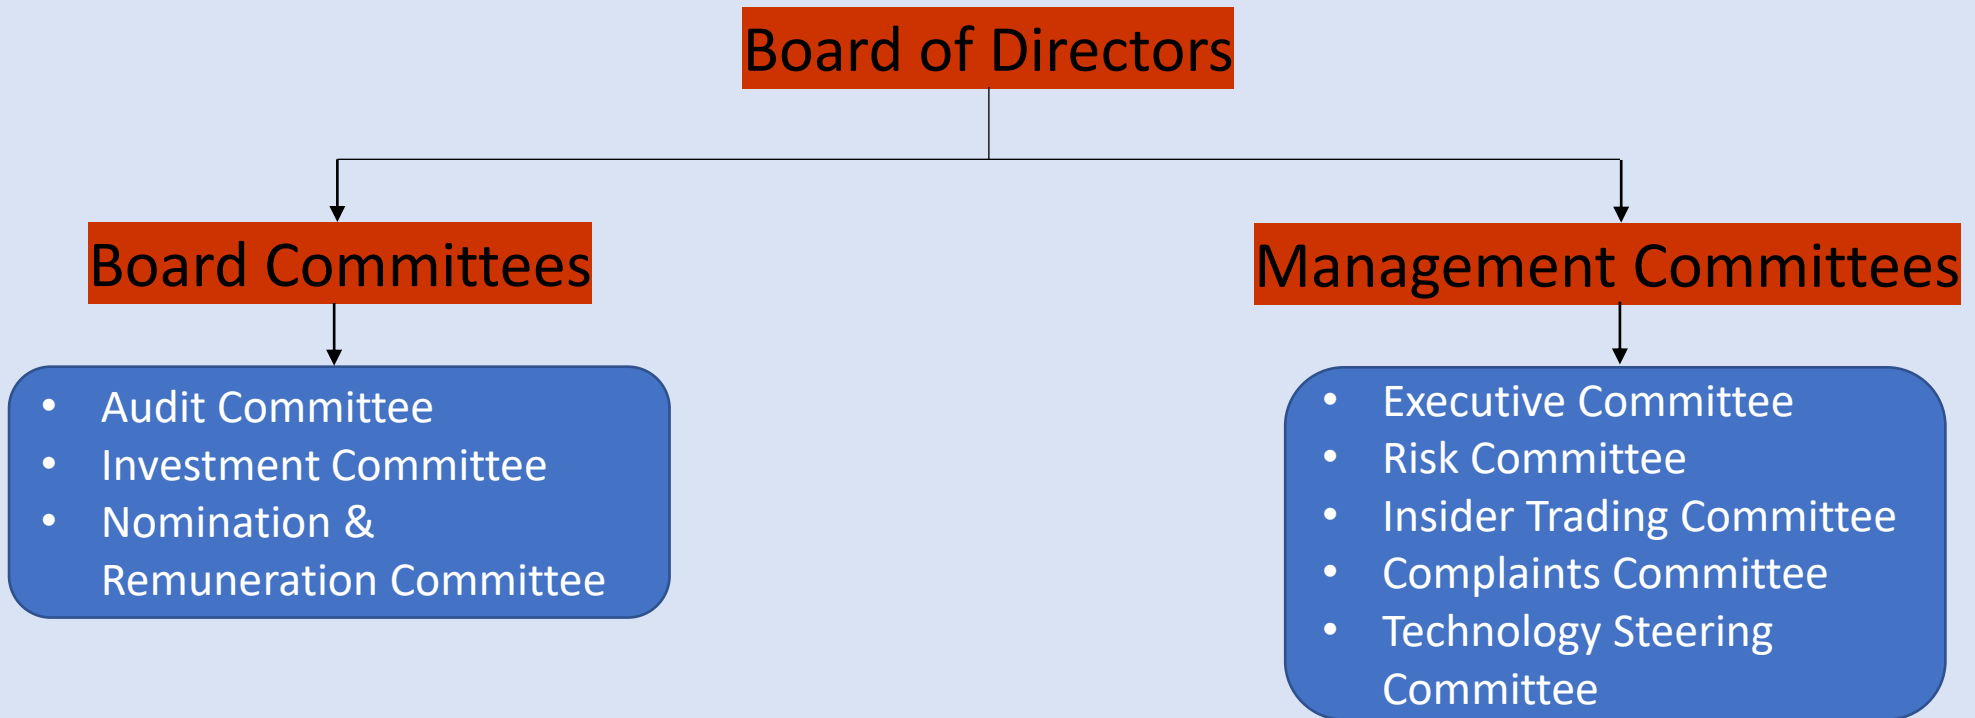 Board of Directors
Board Committees
Management Committees
• Audit Committee
• Investment Committee
• Nomination &
Remuneration Committee
• Executive Committee
• Risk Committee
• Insider Trading Committee
• Complaints Committee
• Technology Steering
Committee